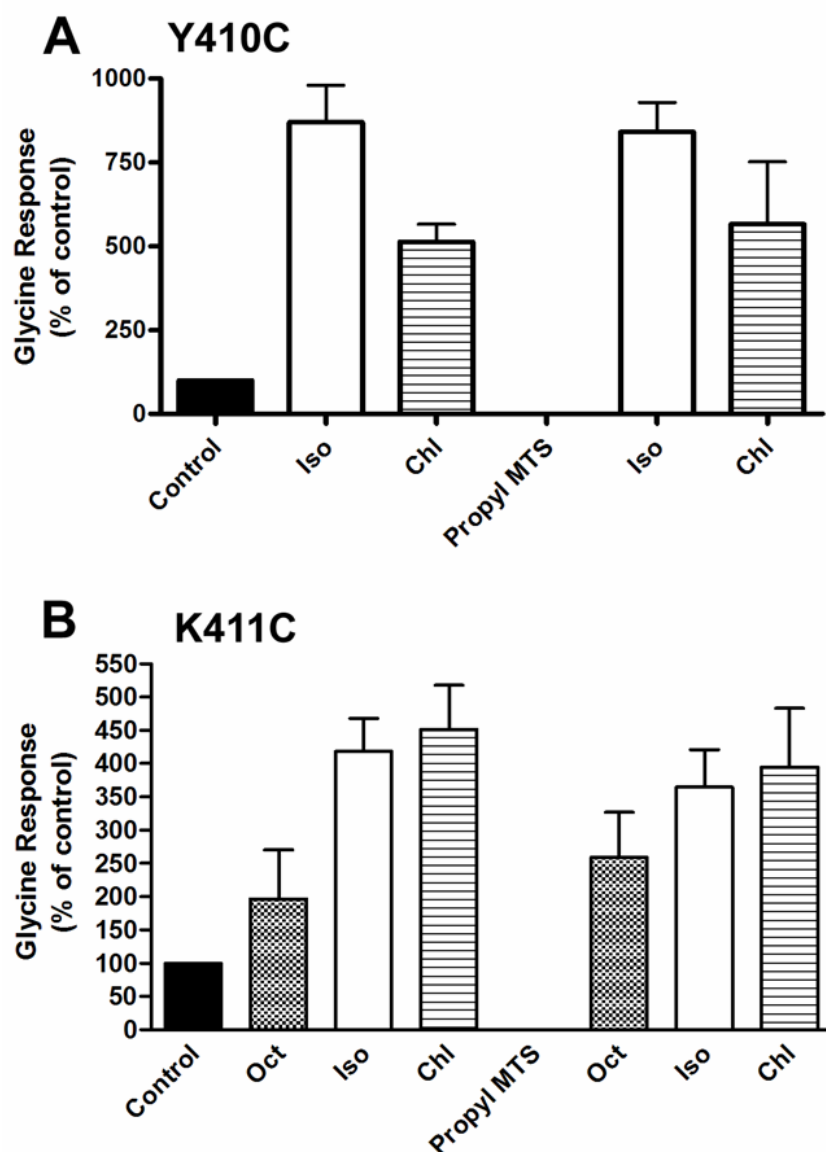 A Y410C
Glycine Response
(% of control)
1000
750
500
250
0
Control
Iso
Chl
Propyl MTS
Iso
Chl
B K411C
Glycine Response
(% of control)
550
500
450
400
350
300
250
200
150
100
50
0
Control
Oct
Iso
Chl
Propyl MTS
Oct
Iso
Chl